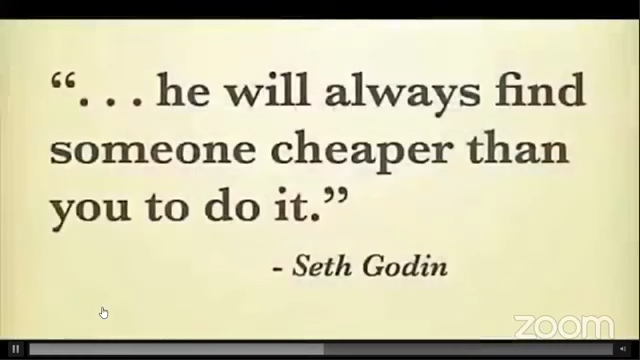 “. . . he will always find
someone cheaper than
you to do it.”
- Seth Godin
zoom